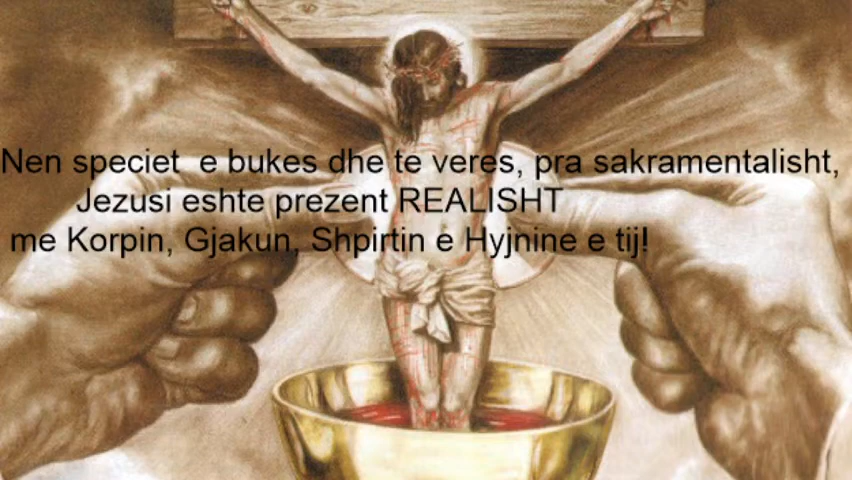 Nen speciet e bukes dhe te veres, pra sakramentalisht,
Jezusi eshte prezent REALISHT
me Korpin, Gjakun, Shpirtin e Hyjnine e tij!